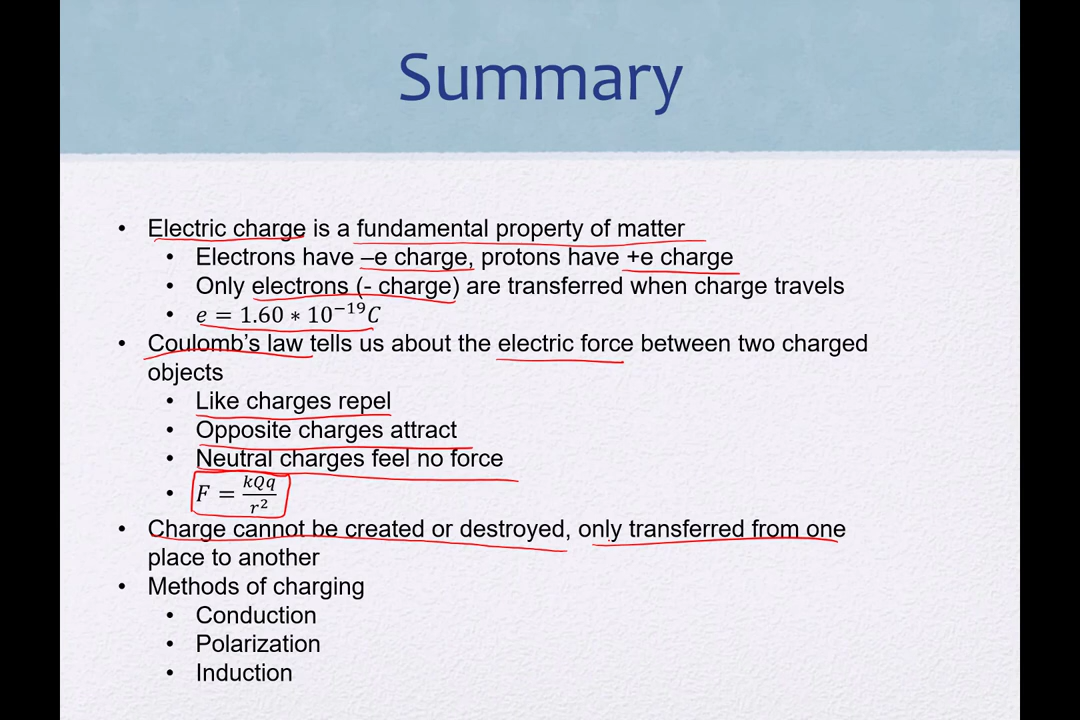 Summary
• Electric charge is a fundamental property of matter
• Electrons have –e charge, protons have +e charge
• Only electrons (- charge) are transferred when charge travels
• e = 1.60 ∗ 10⁻¹⁹C
• Coulomb’s law tells us about the electric force between two charged
objects
• Like charges repel
• Opposite charges attract
• Neutral charges feel no force
• F = kQq/r²
• Charge cannot be created or destroyed, only transferred from one
place to another
• Methods of charging
• Conduction
• Polarization
• Induction